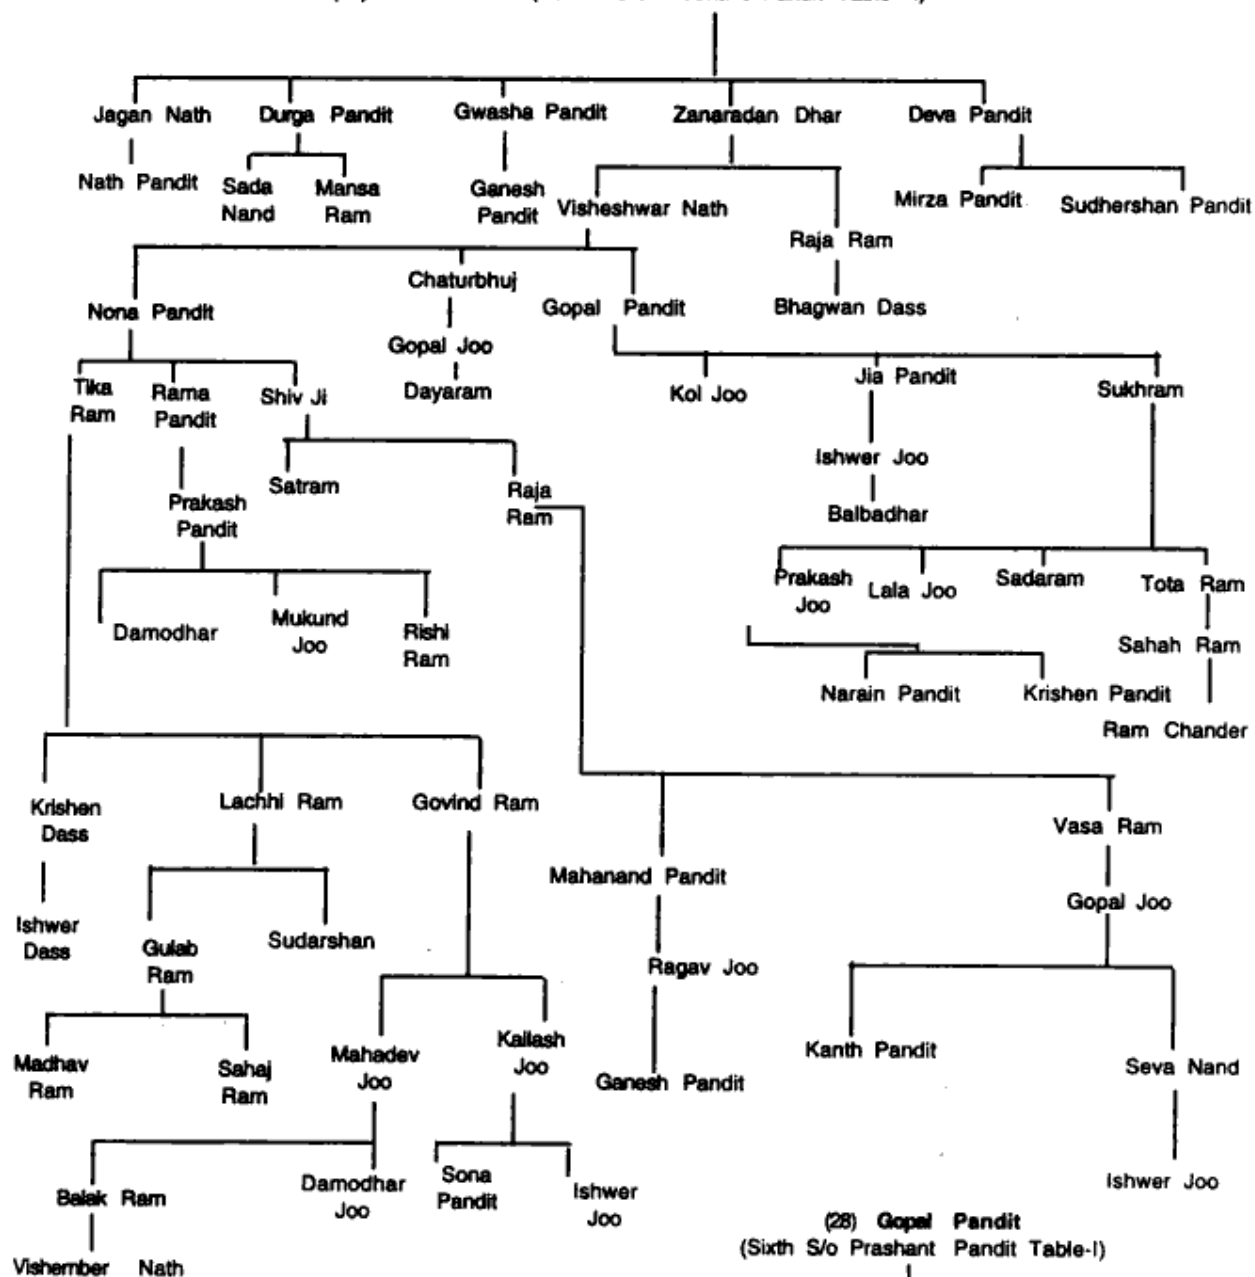 Jagan Nath Durga Pandit Gwasha Pandit Zanaradan Dhar Deva Pandit
Nath Pandit Sada Nand Mansa Ram Ganesh Pandit Visheshwar Nath Mirza Pandit Sudhershan Pandit
Raja Ram
Chaturbhuj
Nona Pandit Gopal Pandit Bhagwan Dass
Gopal Joo
Tika Ram Rama Pandit Shiv Ji Dayaram Kol Joo Jia Pandit Sukhram
Ishwer Joo
Satram Raja Ram
Prakash Pandit Balbadhar
Prakash Joo Lala Joo Sadaram Tota Ram
Damodhar Mukund Joo Rishi Ram Sahah Ram
Narain Pandit Krishen Pandit
Ram Chander
Krishen Dass Lachhi Ram Govind Ram
Vasa Ram
Mahanand Pandit
Gopal Joo
Ishwer Dass Gulab Ram Sudarshan
Ragav Joo
Madhav Ram Sahaj Ram Mahadev Joo Kailash Joo Kanth Pandit
Ganesh Pandit Seva Nand
Balak Ram Damodhar Joo Sona Pandit Ishwer Joo Ishwer Joo
(28) Gopal Pandit
(Sixth S/o Prashant Pandit Table-I)
Vishember Nath